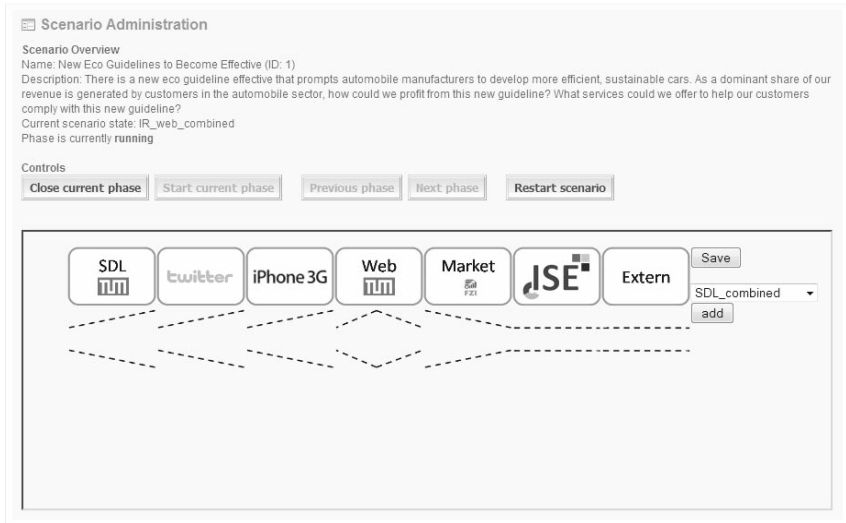 Scenario Administration
Scenario Overview
Name: New Eco Guidelines to Become Effective (ID: 1)
Description: There is a new eco guideline effective that prompts automobile manufacturers to develop more efficient, sustainable cars. As a dominant share of our
revenue is generated by customers in the automobile sector, how could we profit from this new guideline? What services could we offer to help our customers
comply with this new guideline?
Current scenario state: IR_web_combined
Phase is currently running
Controls
Close current phase Start current phase Previous phase Next phase Restart scenario
SDL twitter iPhone 3G Web Market dJSE Extern Save
TUM TUM FZI
SDL_combined
add